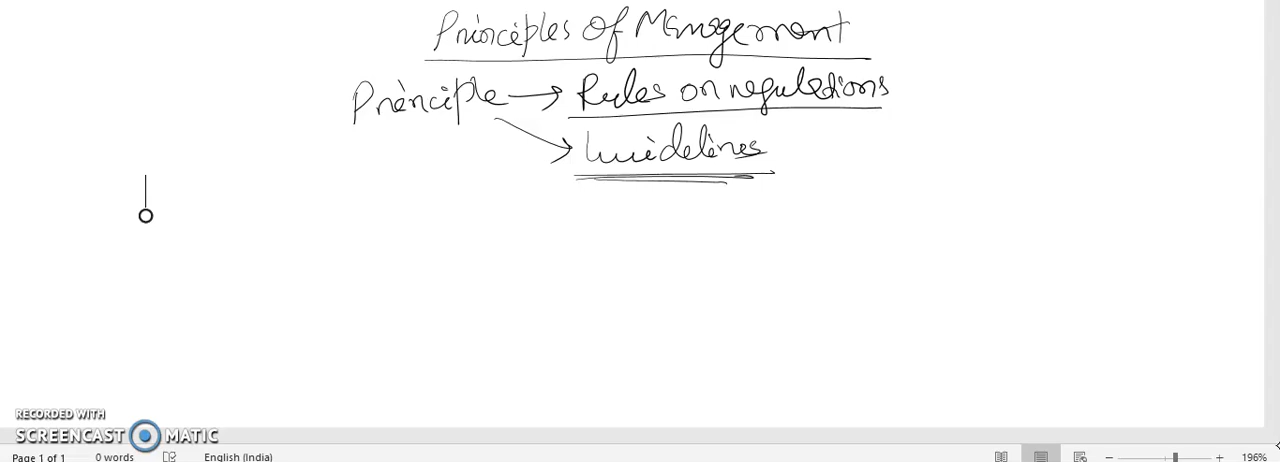 Principles Of Management
Principle → Rules or regulations
→ Guidelines
RECORDED WITH
SCREENCAST MATIC
Page 1 of 1 0 words English (India) 196%